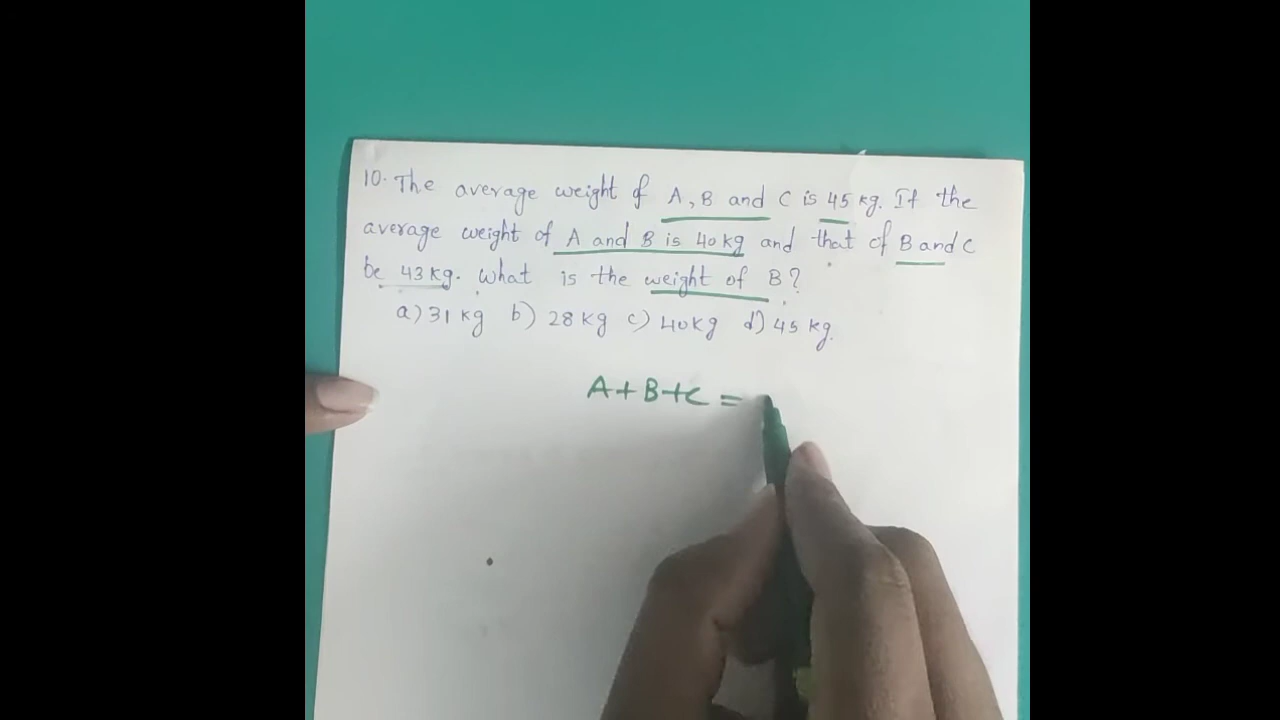 10. The average weight of A, B and C is 45 kg. If the
average weight of A and B is 40 kg and that of B and C
be 43 kg. what is the weight of B?
a) 31 kg b) 28 kg c) 40 kg d) 45 kg.
A+B+C =